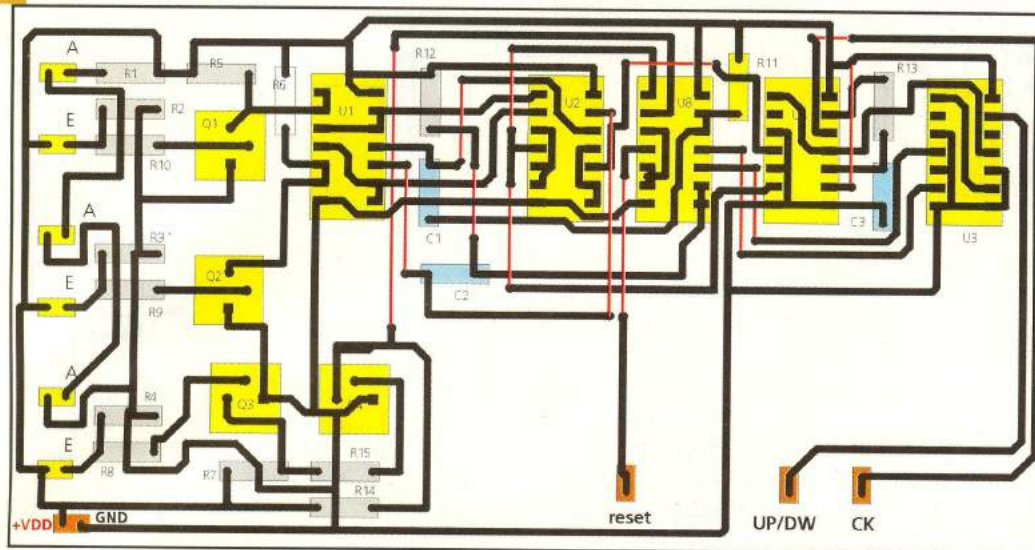 A
R1
R5
R6
R12
R11
R13
U1
U2
U8
E
R2
Q1
R10
A
C1
C3
U3
R3
Q2
C2
E
R9
A
R4
Q3
E
R8
R7
R15
R14
+VDD
GND
reset
UP/DW
CK